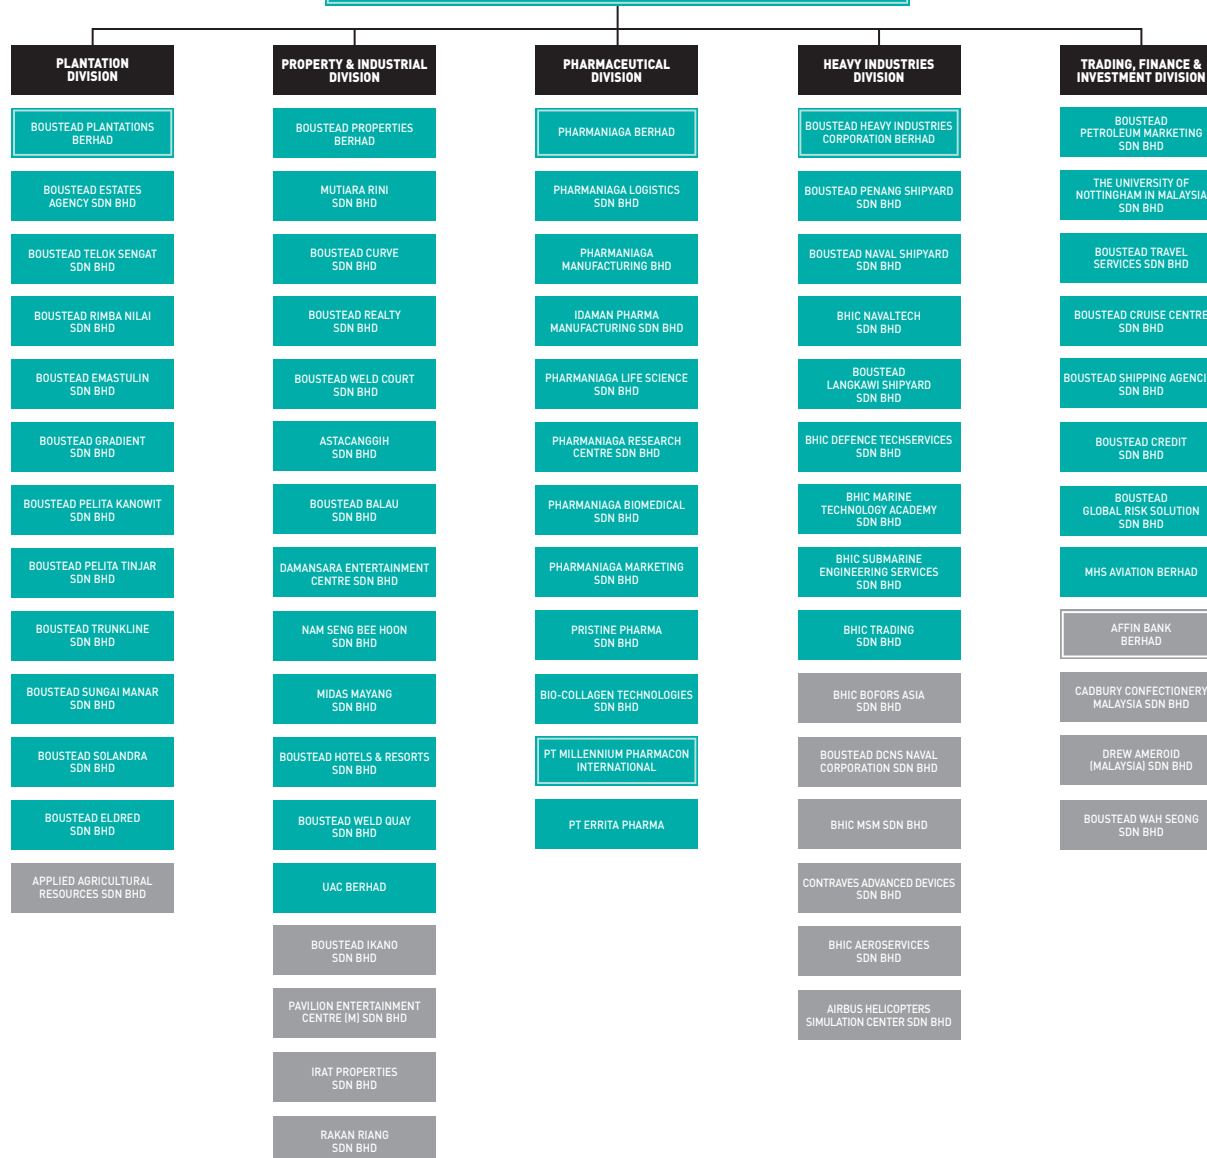 PLANTATION
DIVISION
BOUSTEAD PLANTATIONS
BERHAD
BOUSTEAD ESTATES
AGENCY SDN BHD
BOUSTEAD TELOK SENGAT
SDN BHD
BOUSTEAD RIMBA NILAI
SDN BHD
BOUSTEAD EMASTULIN
SDN BHD
BOUSTEAD GRADIENT
SDN BHD
BOUSTEAD PELITA KANOWIT
SDN BHD
BOUSTEAD PELITA TINJAR
SDN BHD
BOUSTEAD TRUNKLINE
SDN BHD
BOUSTEAD SUNGAI MANAR
SDN BHD
BOUSTEAD SOLANDRA
SDN BHD
BOUSTEAD ELDRED
SDN BHD
APPLIED AGRICULTURAL
RESOURCES SDN BHD
PROPERTY & INDUSTRIAL
DIVISION
BOUSTEAD PROPERTIES
BERHAD
MUTIARA RINI
SDN BHD
BOUSTEAD CURVE
SDN BHD
BOUSTEAD REALTY
SDN BHD
BOUSTEAD WELD COURT
SDN BHD
ASTACANGGIH
SDN BHD
BOUSTEAD BALAU
SDN BHD
DAMANSARA ENTERTAINMENT
CENTRE SDN BHD
NAM SENG BEE HOON
SDN BHD
MIDAS MAYANG
SDN BHD
BOUSTEAD HOTELS & RESORTS
SDN BHD
BOUSTEAD WELD QUAY
SDN BHD
UAC BERHAD
BOUSTEAD IKANO
SDN BHD
PAVILION ENTERTAINMENT
CENTRE (M) SDN BHD
IRAT PROPERTIES
SDN BHD
RAKAN RIANG
SDN BHD
PHARMACEUTICAL
DIVISION
PHARMANIAGA BERHAD
PHARMANIAGA LOGISTICS
SDN BHD
PHARMANIAGA
MANUFACTURING BHD
IDAMAN PHARMA
MANUFACTURING SDN BHD
PHARMANIAGA LIFE SCIENCE
SDN BHD
PHARMANIAGA RESEARCH
CENTRE SDN BHD
PHARMANIAGA BIOMEDICAL
SDN BHD
PHARMANIAGA MARKETING
SDN BHD
PRISTINE PHARMA
SDN BHD
BIO-COLLAGEN TECHNOLOGIES
SDN BHD
PT MILLENNIUM PHARMACON
INTERNATIONAL
PT ERRITA PHARMA
HEAVY INDUSTRIES
DIVISION
BOUSTEAD HEAVY INDUSTRIES
CORPORATION BERHAD
BOUSTEAD PENANG SHIPYARD
SDN BHD
BOUSTEAD NAVAL SHIPYARD
SDN BHD
BHIC NAVALTECH
SDN BHD
BOUSTEAD
LANGKAWI SHIPYARD
SDN BHD
BHIC DEFENCE TECHSERVICES
SDN BHD
BHIC MARINE
TECHNOLOGY ACADEMY
SDN BHD
BHIC SUBMARINE
ENGINEERING SERVICES
SDN BHD
BHIC TRADING
SDN BHD
BHIC BOFORS ASIA
SDN BHD
BOUSTEAD DCNS NAVAL
CORPORATION SDN BHD
BHIC MSM SDN BHD
CONTRAVES ADVANCED DEVICES
SDN BHD
BHIC AEROSERVICES
SDN BHD
AIRBUS HELICOPTERS
SIMULATION CENTER SDN BHD
TRADING, FINANCE &
INVESTMENT DIVISION
BOUSTEAD
PETROLEUM MARKETING
SDN BHD
THE UNIVERSITY OF
NOTTINGHAM IN MALAYSIA
SDN BHD
BOUSTEAD TRAVEL
SERVICES SDN BHD
BOUSTEAD CRUISE CENTRE
SDN BHD
BOUSTEAD SHIPPING AGENCI
SDN BHD
BOUSTEAD CREDIT
SDN BHD
BOUSTEAD
GLOBAL RISK SOLUTION
SDN BHD
MHS AVIATION BERHAD
AFFIN BANK
BERHAD
CADBURY CONFECTIONERY
MALAYSIA SDN BHD
DREW AMEROID
(MALAYSIA) SDN BHD
BOUSTEAD WAH SEONG
SDN BHD